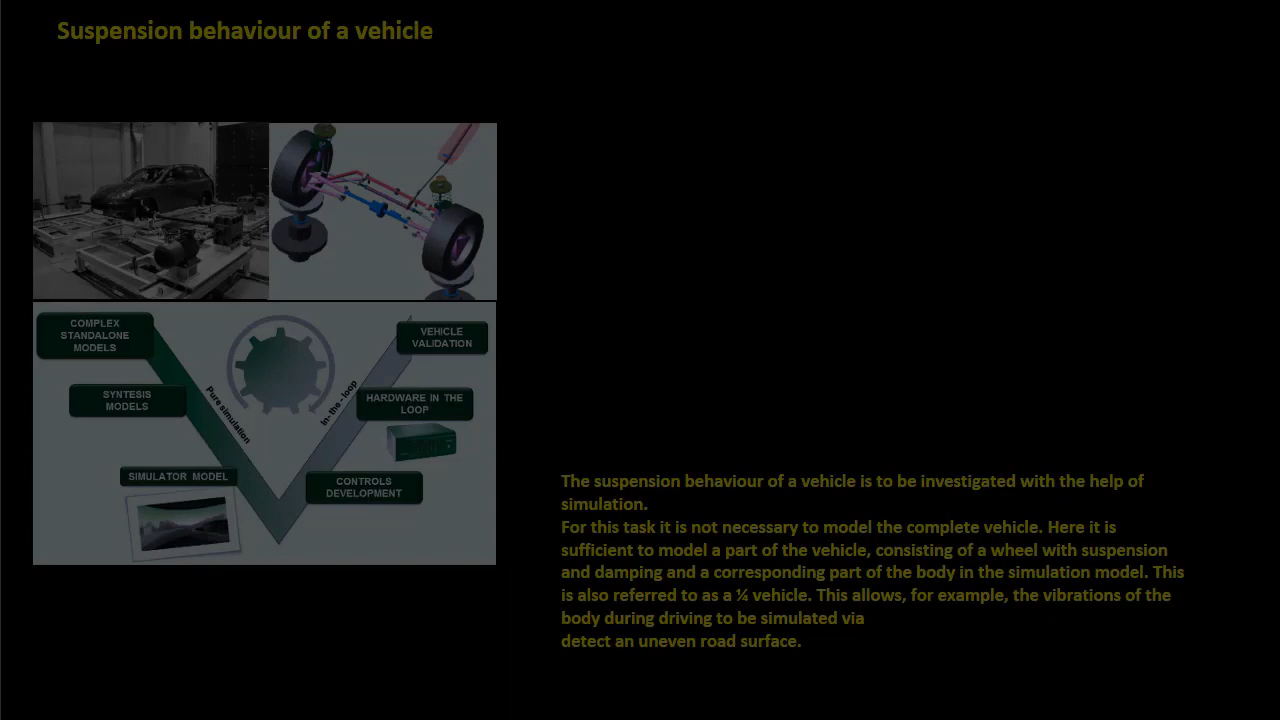 Suspension behaviour of a vehicle
COMPLEX
STANDALONE
MODELS
SYNTESIS
MODELS
SIMULATOR MODEL
Pure simulation
In- the - loop
VEHICLE
VALIDATION
HARDWARE IN THE
LOOP
CONTROLS
DEVELOPMENT
The suspension behaviour of a vehicle is to be investigated with the help of
simulation.
For this task it is not necessary to model the complete vehicle. Here it is
sufficient to model a part of the vehicle, consisting of a wheel with suspension
and damping and a corresponding part of the body in the simulation model. This
is also referred to as a ¼ vehicle. This allows, for example, the vibrations of the
body during driving to be simulated via
detect an uneven road surface.